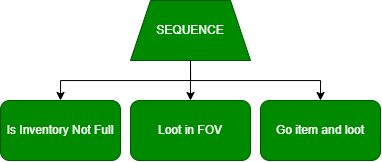 SEQUENCE
Is Inventory Not Full
Loot in FOV
Go item and loot